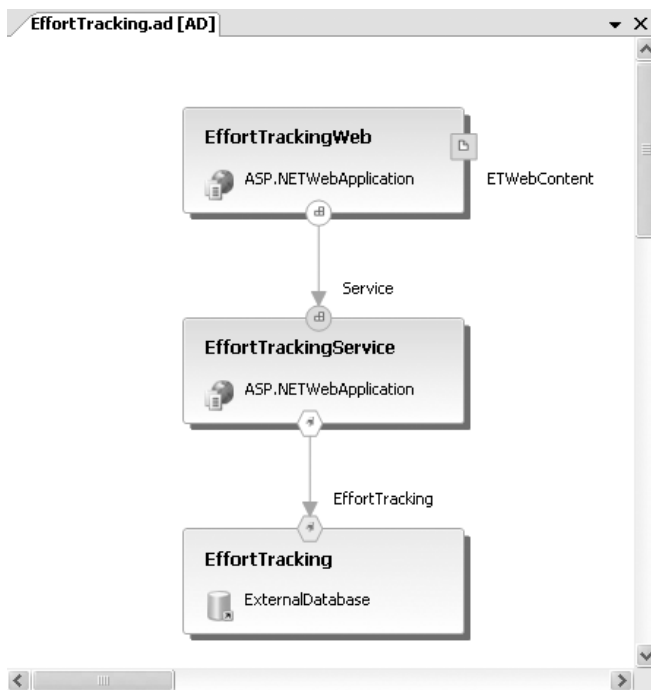 EffortTracking.ad [AD]
EffortTrackingWeb
ASP.NETWebApplication
ETWebContent
Service
EffortTrackingService
ASP.NETWebApplication
EffortTracking
EffortTracking
ExternalDatabase